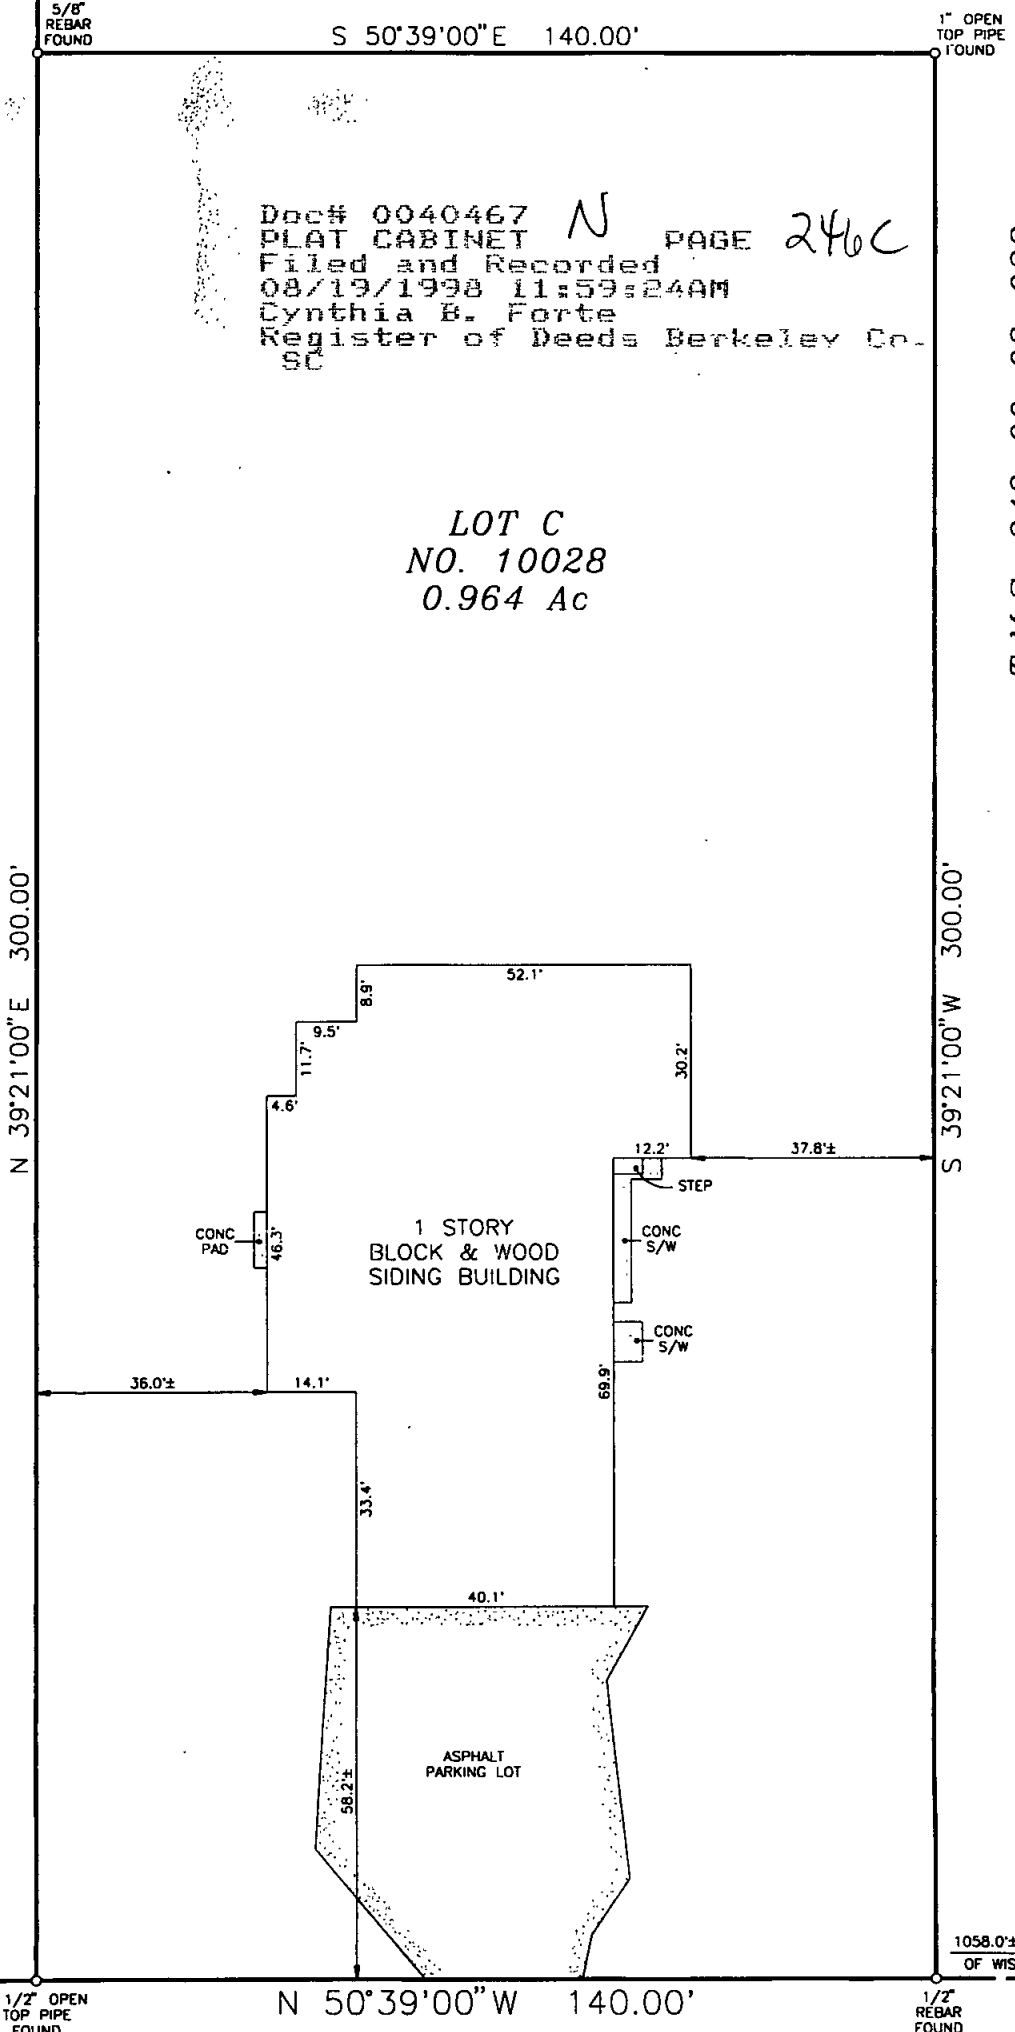 5/8"
REBAR
FOUND
S 50°39'00"E 140.00'
1" OPEN
TOP PIPE
FOUND
Doc# 0040467
PLAT CABINET N PAGE 246C
Filed and Recorded
08/19/1998 11:59:24AM
Cynthia B. Forte
Register of Deeds Berkeley Co.
SC
LOT C
NO. 10028
0.964 Ac
N 39°21'00"E 300.00'
S 39°21'00"W 300.00'
52.1'
8.9'
9.5'
11.7'
4.6'
30.2'
12.2'
37.8'±
STEP
CONC
PAD
46.3'
1 STORY
BLOCK & WOOD
SIDING BUILDING
CONC
S/W
CONC
S/W
36.0'±
14.1'
69.9'
33.4'
40.1'
ASPHALT
PARKING LOT
58.2'±
1058.0'±
OF WIS
1/2" OPEN
TOP PIPE
FOUND
N 50°39'00"W 140.00'
1/2"
REBAR
FOUND